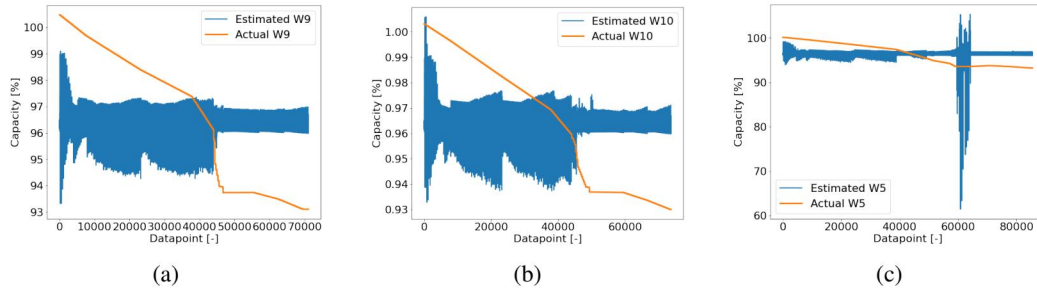 Estimated W9
Actual W9
Capacity [%]
100
99
98
97
96
95
94
93
0 10000 20000 30000 40000 50000 60000 70000
Datapoint [-]
(a)
Estimated W10
Actual W10
Capacity [%]
1.00
0.99
0.98
0.97
0.96
0.95
0.94
0.93
0 20000 40000 60000
Datapoint [-]
(b)
Capacity [%]
100
90
80
70
60
Estimated W5
Actual W5
0 20000 40000 60000 80000
Datapoint [-]
(c)